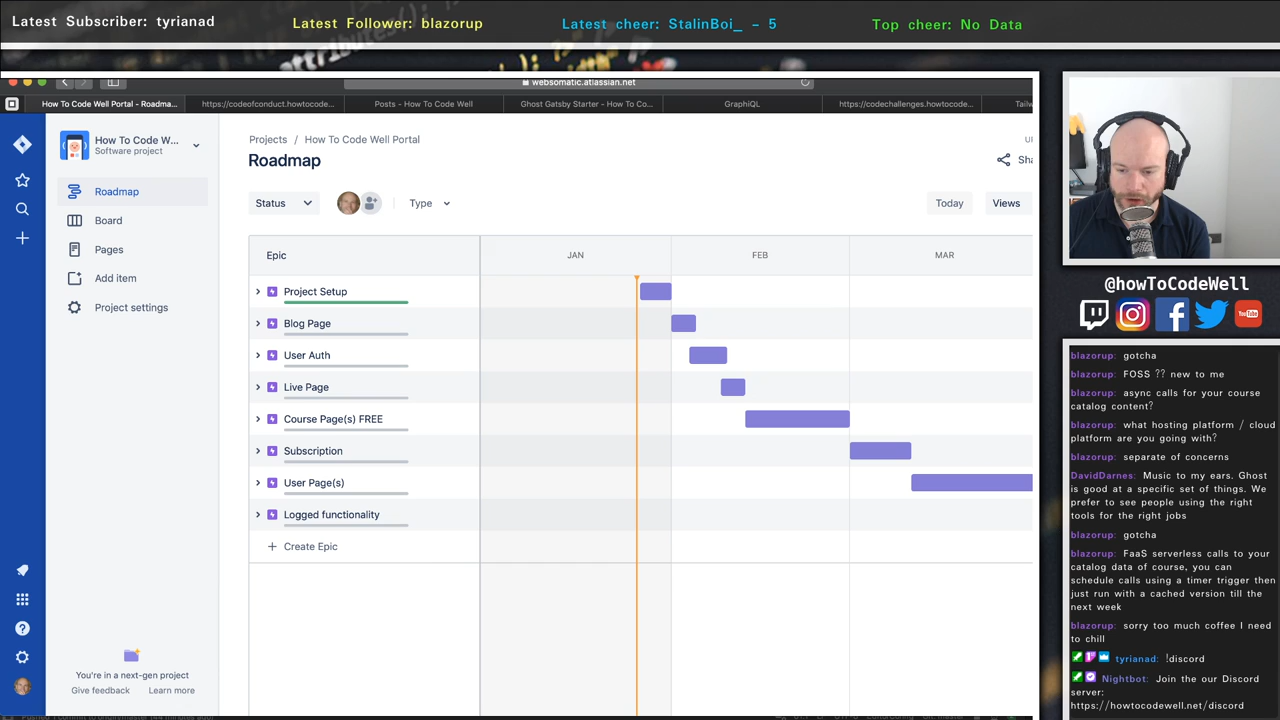 Latest Subscriber: tyrianad
Latest Follower: blazorup
Latest cheer: StalinBoi_ - 5
Top cheer: No Data
attributes()
websomatic.atlassian.net
How To Code Well Portal - Roadma...
https://codeofconduct.howtocode...
Posts - How To Code Well
Ghost Gatsby Starter - How To Co...
GraphiQL
https://codechallenges.howtocode...
Tailw
How To Code W...
Software project
Roadmap
Board
Pages
Add item
Project settings
You're in a next-gen project
Give feedback
Learn more
Projects / How To Code Well Portal
Roadmap
Sha
Status
Type
Today
Views
Epic
JAN
FEB
MAR
Project Setup
Blog Page
User Auth
Live Page
Course Page(s) FREE
Subscription
User Page(s)
Logged functionality
+ Create Epic
@howToCodeWell
You Tube
blazorup: gotcha
blazorup: FOSS ?? new to me
blazorup: async calls for your course
catalog content?
blazorup: what hosting platform / cloud
platform are you going with?
blazorup: separate of concerns
DavidDarnes: Music to my ears. Ghost
is good at a specific set of things. We
prefer to see people using the right
tools for the right jobs
blazorup: gotcha
blazorup: FaaS serverless calls to your
catalog data of course, you can
schedule calls using a timer trigger then
just run with a cached version till the
next week
blazorup: sorry too much coffee I need
to chill
tyrianad: !discord
Nightbot: Join the our Discord
server:
https://howtocodewell.net/discord